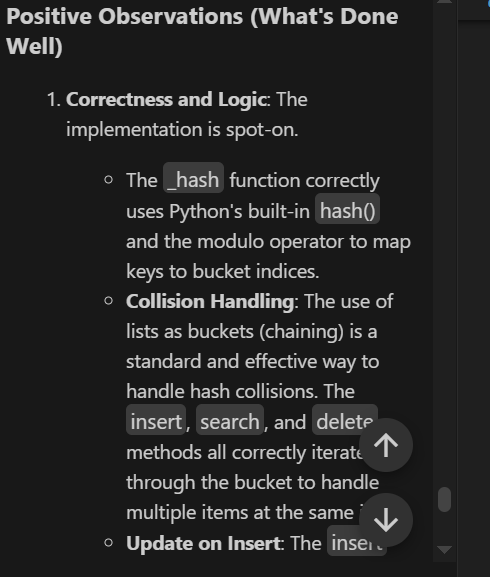 Positive Observations (What's Done
Well)
1. Correctness and Logic: The
implementation is spot-on.
The _hash function correctly
uses Python's built-in hash()
and the modulo operator to map
keys to bucket indices.
Collision Handling: The use of
lists as buckets (chaining) is a
standard and effective way to
handle hash collisions. The
insert, search, and delete
methods all correctly iterate
through the bucket to handle
multiple items at the same
Update on Insert: The insert